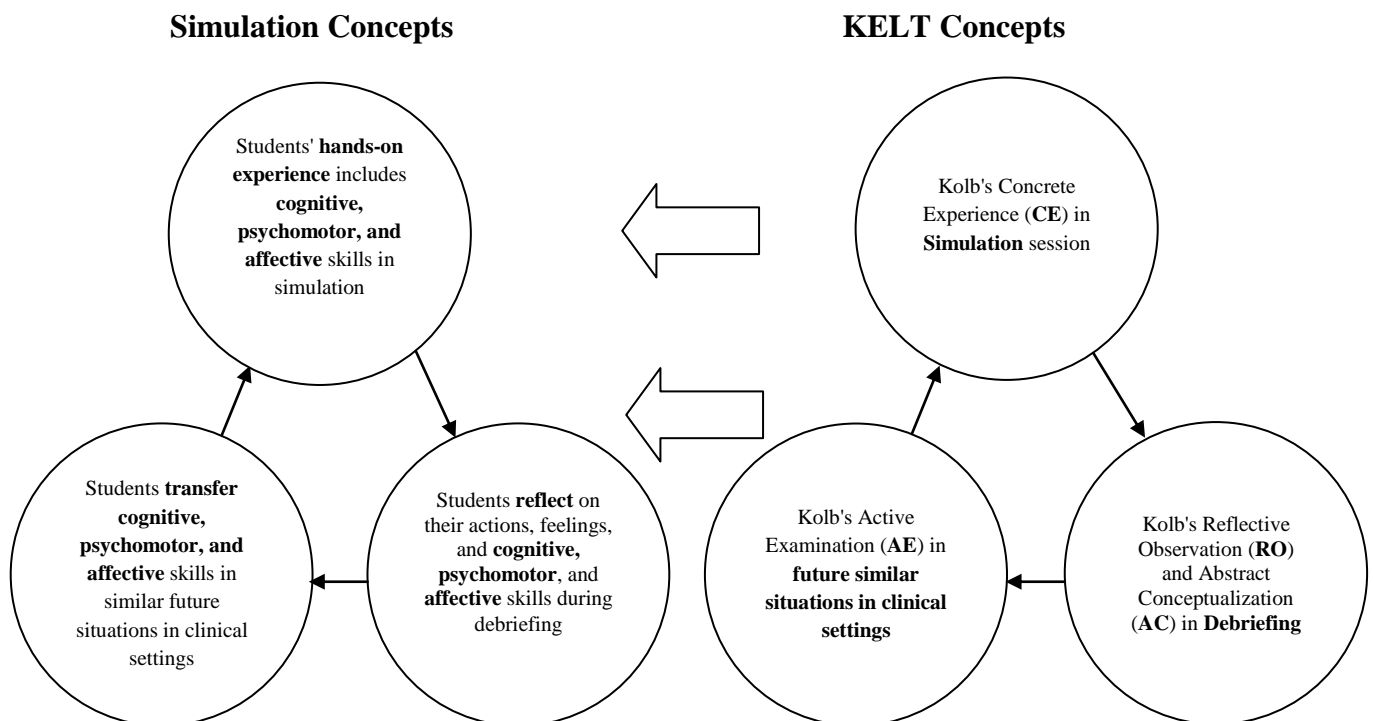 Simulation Concepts
KELT Concepts
Students' hands-on
experience includes
cognitive,
psychomotor, and
affective skills in
simulation
Kolb's Concrete
Experience (CE) in
Simulation session
Students transfer
cognitive,
psychomotor, and
affective skills in
similar future
situations in clinical
settings
Students reflect on
their actions, feelings,
and cognitive,
psychomotor, and
affective skills during
debriefing
Kolb's Active
Examination (AE) in
future similar
situations in clinical
settings
Kolb's Reflective
Observation (RO)
and Abstract
Conceptualization
(AC) in Debriefing